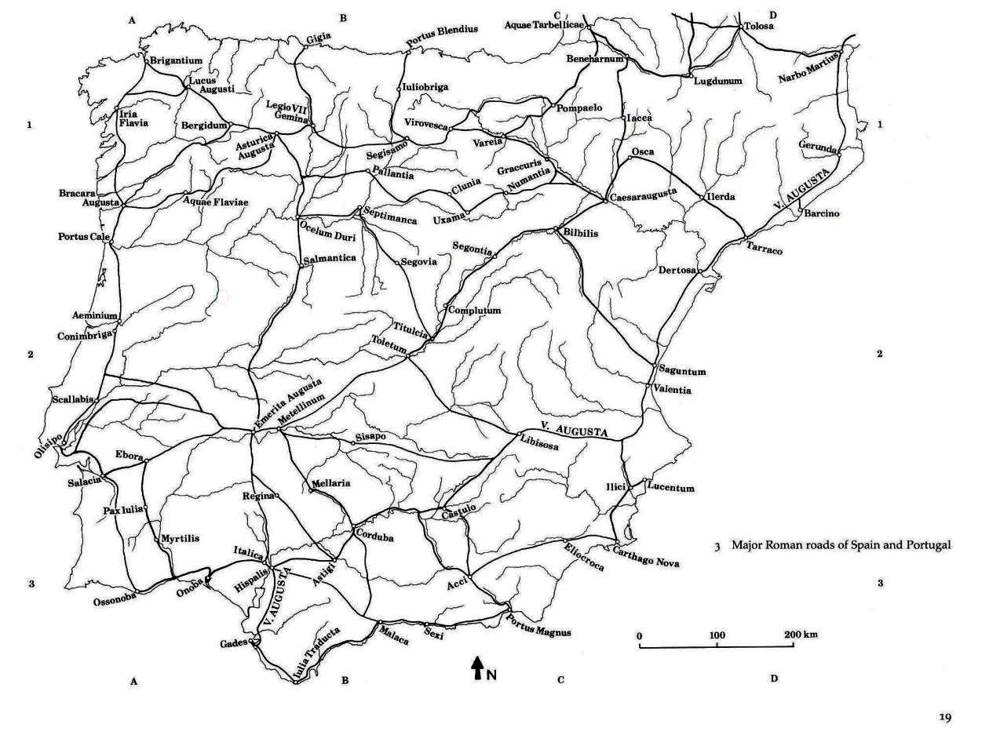 A
B
C
D
Gigia
Portus Blendius
Aquae Tarbellicae
Tolosa
Brigantium
Beneharnum
Narbo Martius
Lucus
Augusti
Iuliobriga
Lugdunum
Legio VII
Gemina
Pompaelo
Iria
Flavia
Iacca
1
Bergidum
Virovesca
1
Asturica
Augusta
Segisamo
Vareia
Gerunda
Osca
Graccuris
Pallantia
Numantia
V. AUGUSTA
Clunia
Bracara
Augusta
Aquae Flaviae
Caesaraugusta
Ilerda
Septimanca
Uxama
Barcino
Ocelum Duri
Portus Cale
Bilbilis
Segontia
Tarraco
Salmantica
Segovia
Dertosa
Complutum
Aeminium
Conimbriga
Titulcia
Toletum
2
2
Saguntum
Valentia
Scallabis
Emerita Augusta
Metellinum
V. AUGUSTA
Olisipo
Sisapo
Libisosa
Ebora
Salacia
Mellaria
Ilici
Lucentum
Regina
Pax Iulia
Castulo
Myrtilis
Corduba
3 Major Roman roads of Spain and Portugal
Italica
Eliocroca
Carthago Nova
Hispalis
Astigi
Onoba
Acci
3
3
Ossonoba
V. AUGUSTA
Portus Magnus
Malaca
Sexi
0 100 200 km
Gades
Iulia Traducta
N
A
B
C
D
19